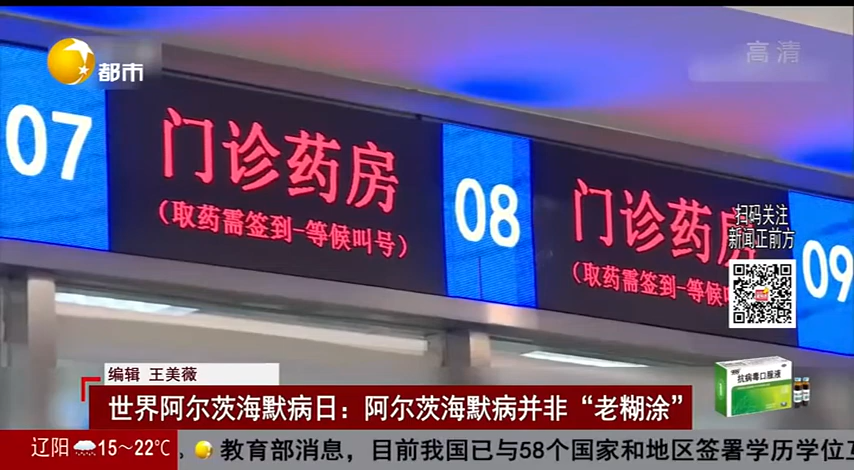 都市
高清
07
门诊药房
(取药需签到-等候叫号)
08
门诊药房
(取药需签到-等候
09
扫码关注
新闻正前方
抗病毒口服液
编辑 王美薇
世界阿尔茨海默病日：阿尔茨海默病并非“老糊涂”
辽阳 15～22℃
教育部消息，目前我国已与58个国家和地区签署学历学位互